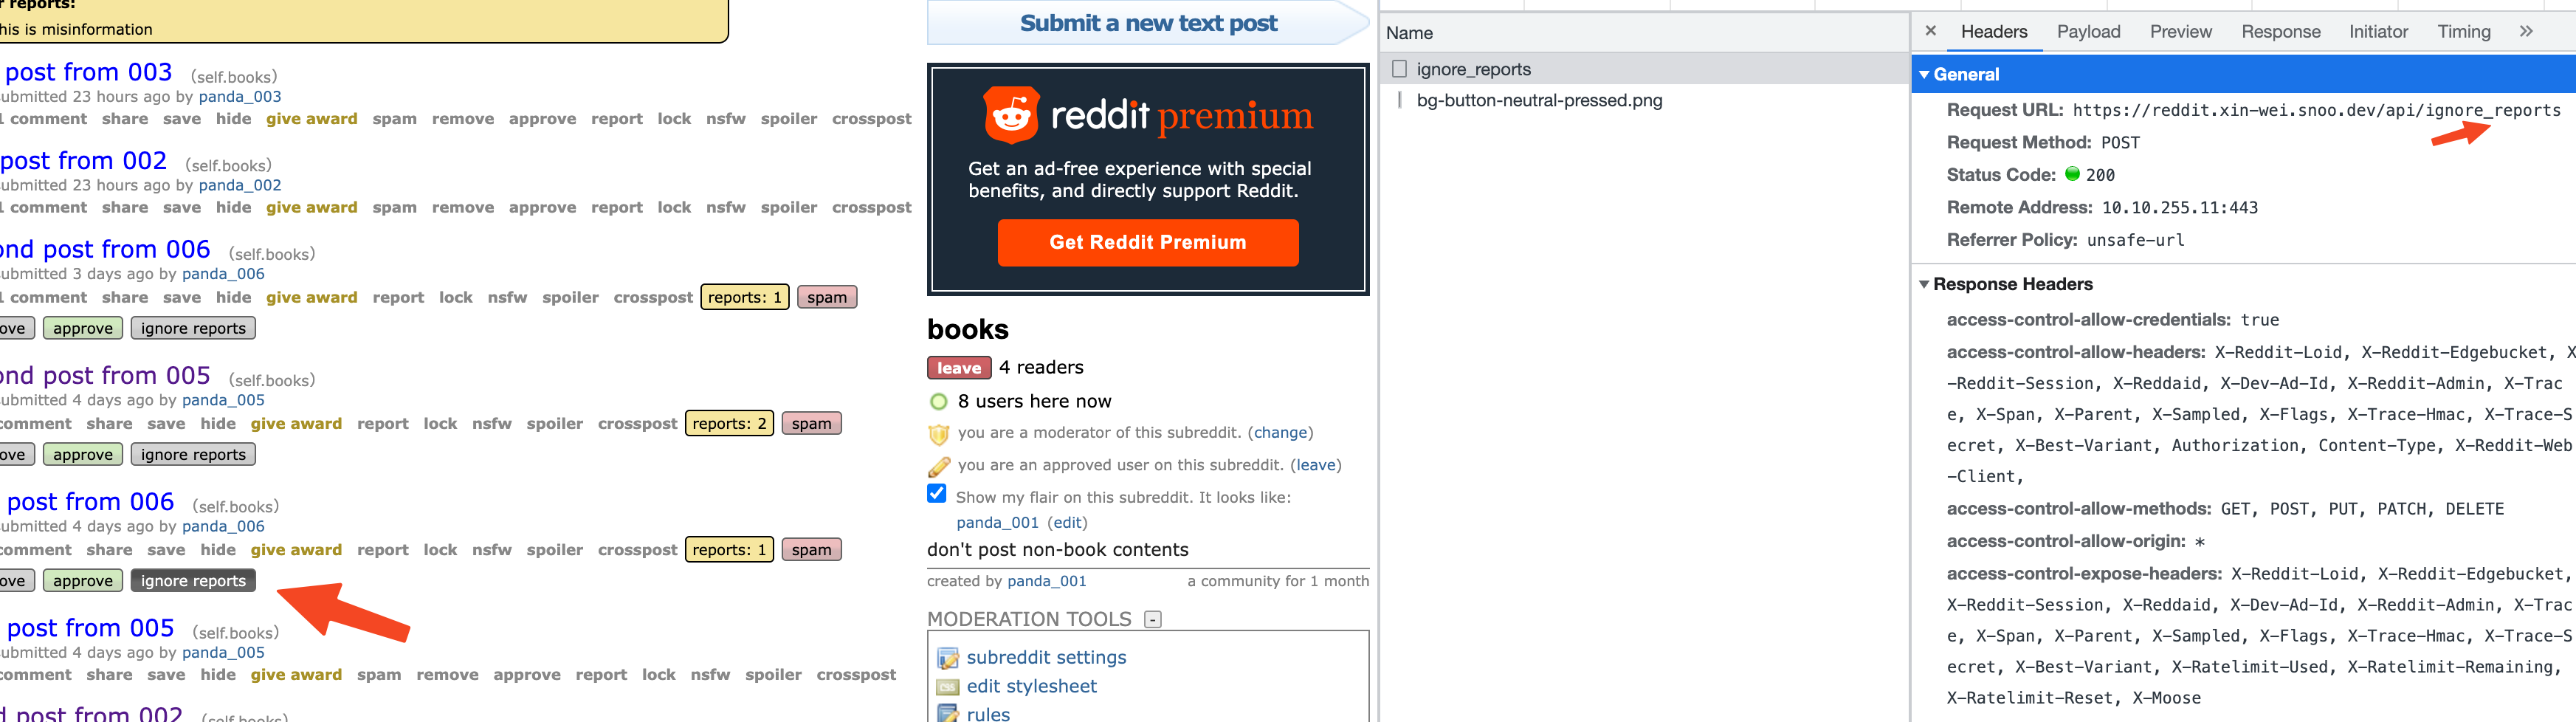 r reports:
his is misinformation
post from 003 (self.books)
submitted 23 hours ago by panda_003
1 comment share save hide give award spam remove approve report lock nsfw spoiler crosspost
post from 002 (self.books)
submitted 23 hours ago by panda_002
1 comment share save hide give award spam remove approve report lock nsfw spoiler crosspost
ond post from 006 (self.books)
submitted 3 days ago by panda_006
1 comment share save hide give award report lock nsfw spoiler crosspost reports: 1 spam
ove approve ignore reports
ond post from 005 (self.books)
submitted 4 days ago by panda_005
comment share save hide give award report lock nsfw spoiler crosspost reports: 2 spam
ove approve ignore reports
post from 006 (self.books)
submitted 4 days ago by panda_006
comment share save hide give award report lock nsfw spoiler crosspost reports: 1 spam
ove approve ignore reports
post from 005 (self.books)
submitted 4 days ago by panda_005
comment share save hide give award spam remove approve report lock nsfw spoiler crosspost
d post from 002 (self.books)
Submit a new text post
reddit premium
Get an ad-free experience with special
benefits, and directly support Reddit.
Get Reddit Premium
books
leave 4 readers
8 users here now
you are a moderator of this subreddit. (change)
you are an approved user on this subreddit. (leave)
Show my flair on this subreddit. It looks like:
panda_001 (edit)
don't post non-book contents
created by panda_001 a community for 1 month
MODERATION TOOLS -
subreddit settings
CSS edit stylesheet
rules
Name
ignore_reports
bg-button-neutral-pressed.png
× Headers Payload Preview Response Initiator Timing »
General
Request URL: https://reddit.xin-wei.snoo.dev/api/ignore_reports
Request Method: POST
Status Code: 200
Remote Address: 10.10.255.11:443
Referrer Policy: unsafe-url
Response Headers
access-control-allow-credentials: true
access-control-allow-headers: X-Reddit-Loid, X-Reddit-Edgebucket, X
-Reddit-Session, X-Reddaid, X-Dev-Ad-Id, X-Reddit-Admin, X-Trac
e, X-Span, X-Parent, X-Sampled, X-Flags, X-Trace-Hmac, X-Trace-S
ecret, X-Best-Variant, Authorization, Content-Type, X-Reddit-Web
-Client,
access-control-allow-methods: GET, POST, PUT, PATCH, DELETE
access-control-allow-origin: *
access-control-expose-headers: X-Reddit-Loid, X-Reddit-Edgebucket,
X-Reddit-Session, X-Reddaid, X-Dev-Ad-Id, X-Reddit-Admin, X-Trac
e, X-Span, X-Parent, X-Sampled, X-Flags, X-Trace-Hmac, X-Trace-S
ecret, X-Best-Variant, X-Ratelimit-Used, X-Ratelimit-Remaining,
X-Ratelimit-Reset, X-Moose